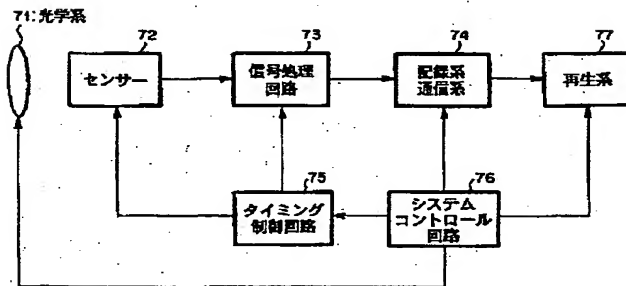 71:光学系
72
センサー
73
信号処理
回路
74
記録系
通信系
77
再生系
75
タイミング
制御回路
76
システム
コントロール
回路